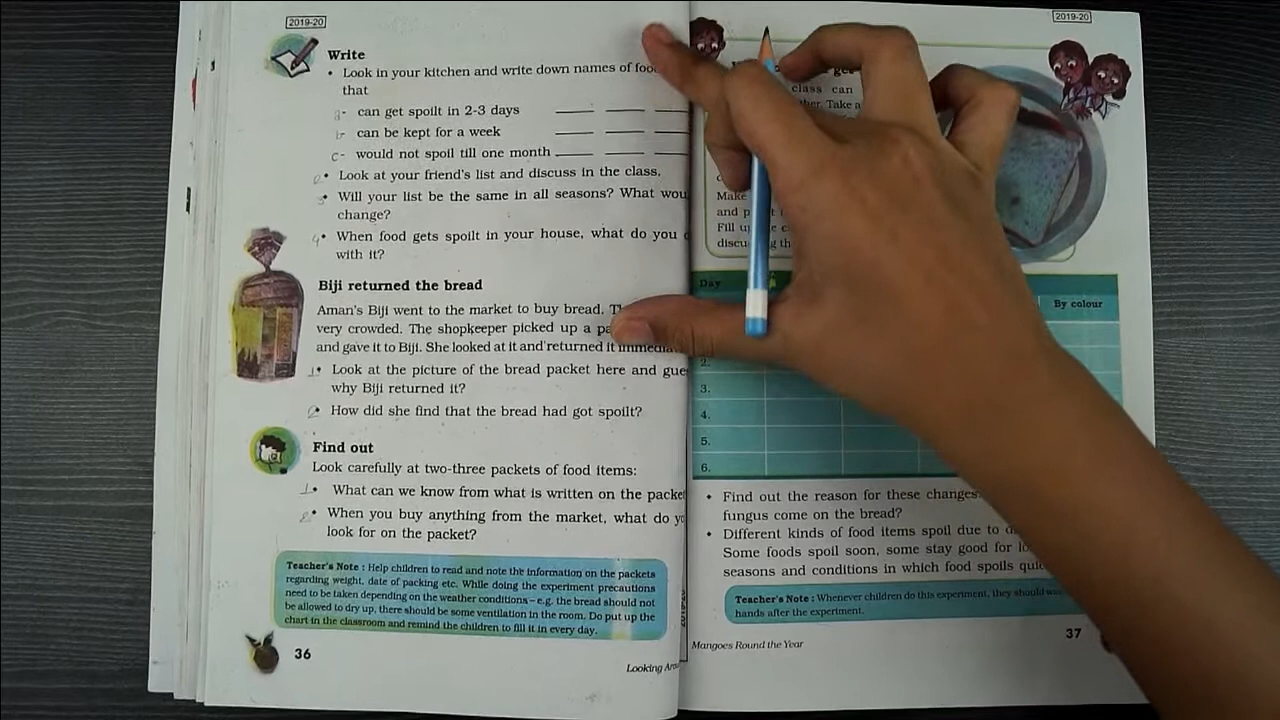 2019-20
Write
• Look in your kitchen and write down names of
that
a- can get spoilt in 2-3 days
b- can be kept for a week
c- would not spoil till one month
2• Look at your friend's list and discuss in the class.
3• Will your list be the same in all seasons? What
change?
4• When food gets spoilt in your house, what do you
with it?
Biji returned the bread
Aman's Biji went to the market to buy bread.
very crowded. The shopkeeper picked up a
and gave it to Biji. She looked at it and returned it
1• Look at the picture of the bread packet here and
why Biji returned it?
2• How did she find that the bread had got spoilt?
Find out
Look carefully at two-three packets of food items:
1• What can we know from what is written on the
2• When you buy anything from the market, what do
look for on the packet?
Teacher's Note : Help children to read and note the information on the packets
regarding weight, date of packing etc. While doing the experiment precautions
need to be taken depending on the weather conditions – e.g. the bread should not
be allowed to dry up, there should be some ventilation in the room. Do put up the
chart in the classroom and remind the children to fill it in every day.
36
Looking
2019-20
class can
Take a
Make
and
Fill
Day
By colour
2.
3.
4.
5.
6.
• Find out the reason for these changes.
fungus come on the bread?
• Different kinds of food items spoil due to
Some foods spoil soon, some stay good for
seasons and conditions in which food spoils
Teacher's Note : Whenever children do this experiment, they should
hands after the experiment.
37
Mangoes Round the Year